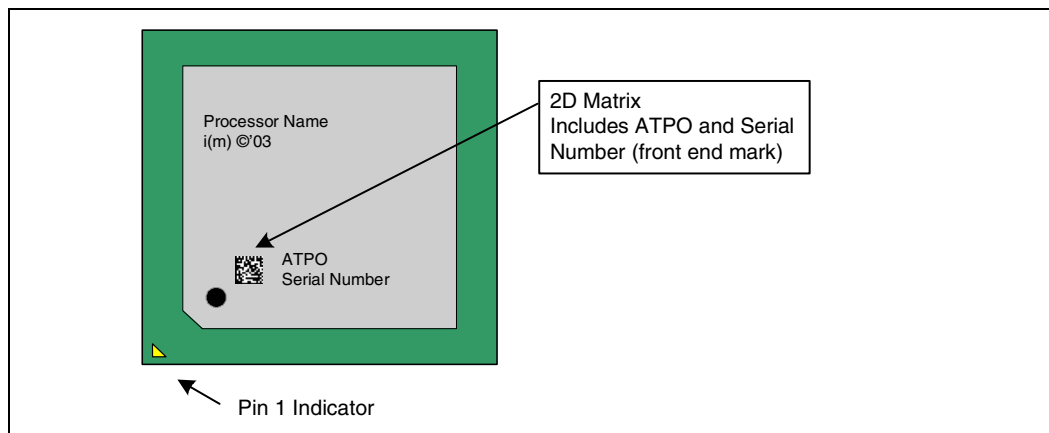 Processor Name
i(m) ©'03
2D Matrix
Includes ATPO and Serial
Number (front end mark)
ATPO
Serial Number
Pin 1 Indicator